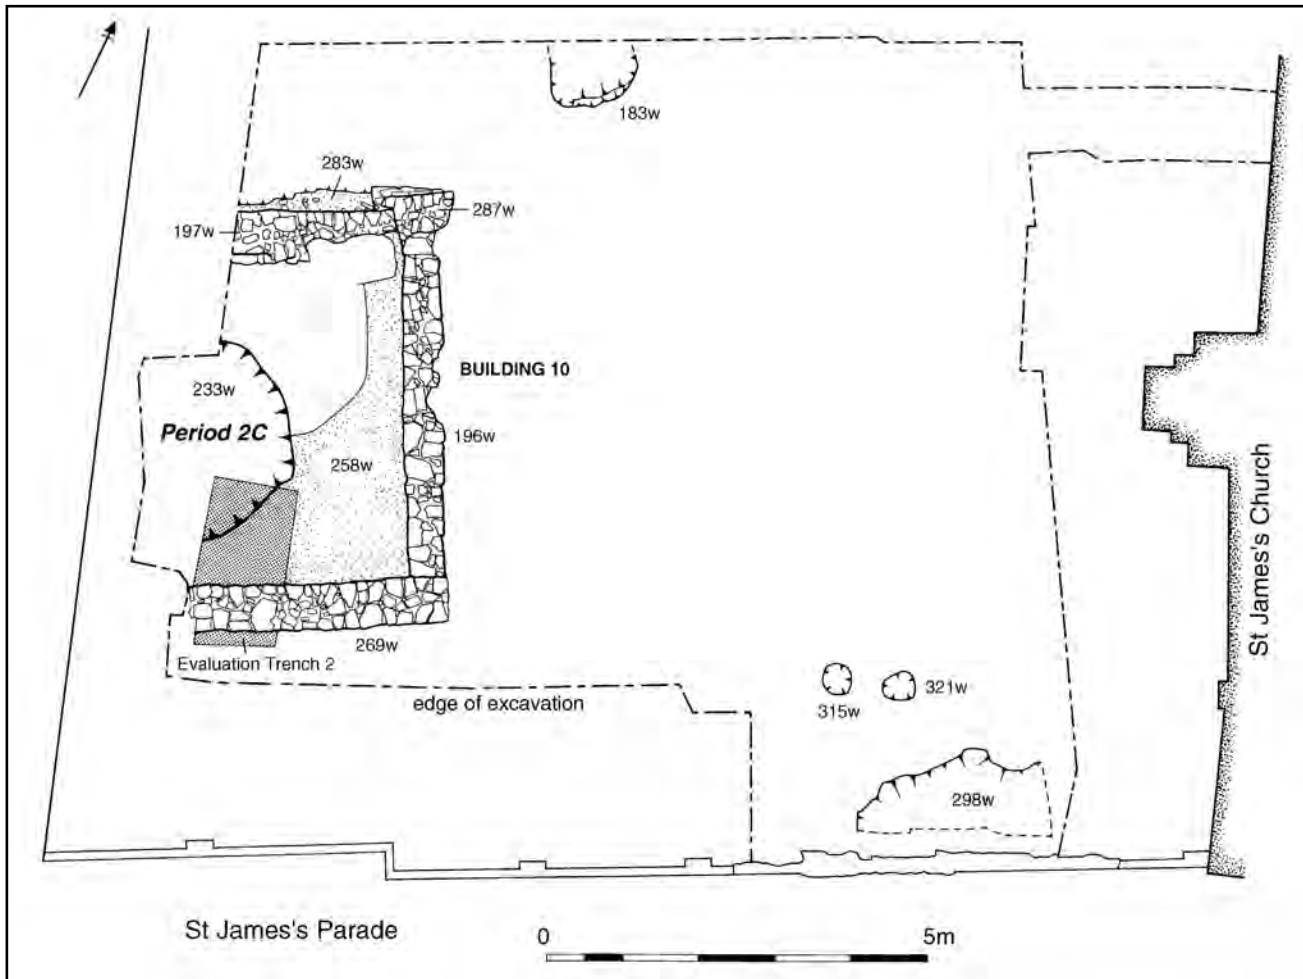 183w
283w
287w
197w
BUILDING 10
233w
Period 2C
196w
258w
St James's Church
269w
Evaluation Trench 2
321w
edge of excavation
315w
298w
St James's Parade
0
5m